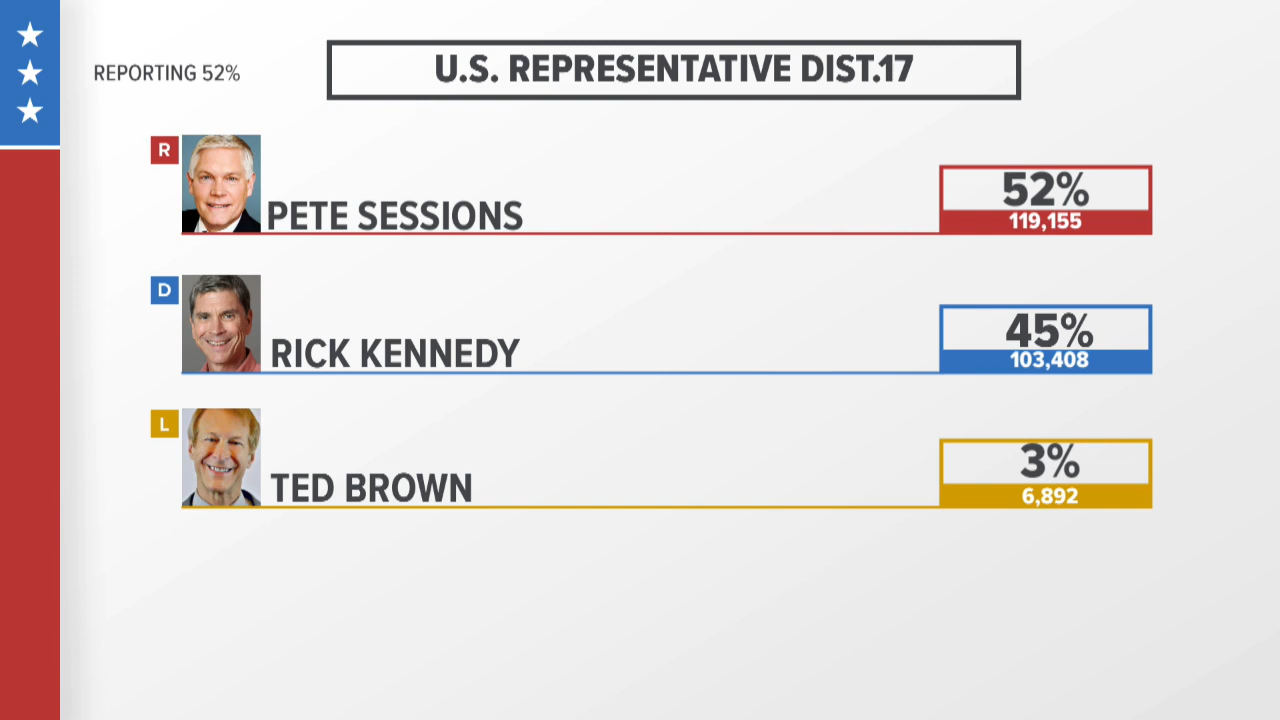 REPORTING 52%
U.S. REPRESENTATIVE DIST.17
R
PETE SESSIONS
52%
119,155
D
RICK KENNEDY
45%
103,408
L
TED BROWN
3%
6,892